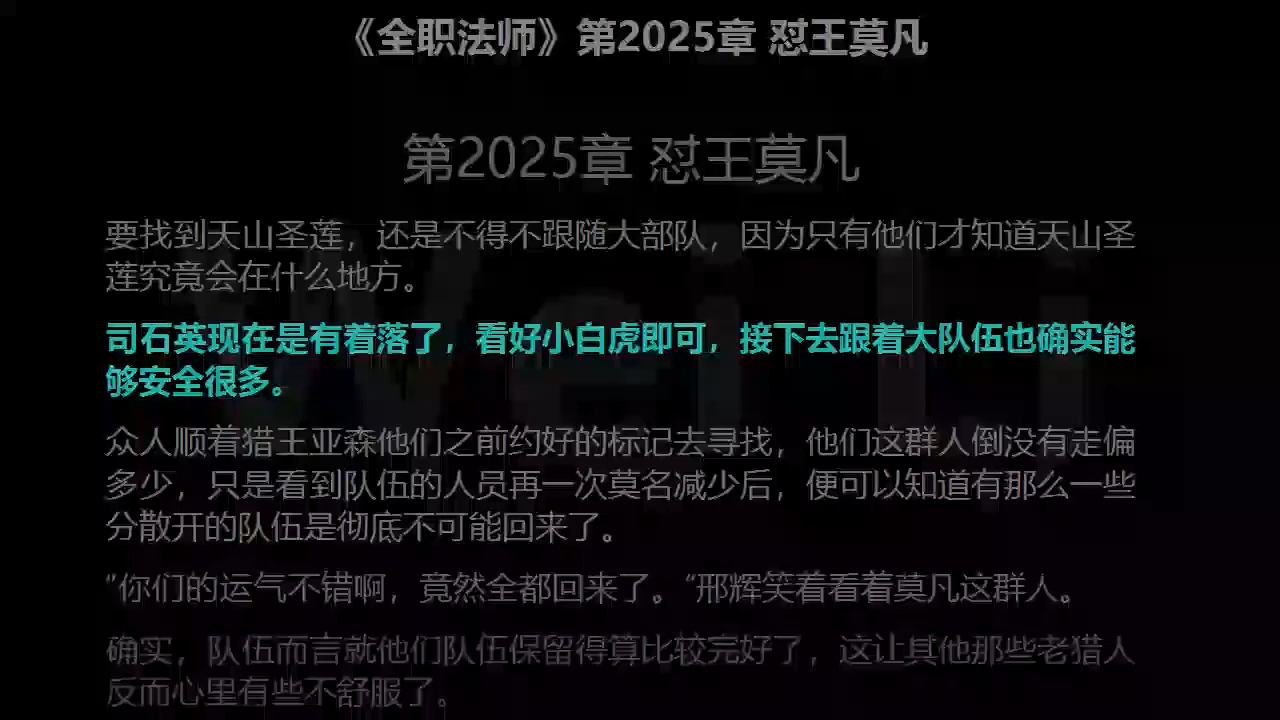 《全职法师》第2025章 怼王莫凡
第2025章 怼王莫凡
要找到天山圣莲，还是不得不跟随大部队，因为只有他们才知道天山圣
莲究竟会在什么地方。
司石英现在是有着落了，看好小白虎即可，接下去跟着大队伍也确实能
够安全很多。
众人顺着猎王亚森他们之前约好的标记去寻找，他们这群人倒没有走偏
多少，只是看到队伍的人员再一次莫名减少后，便可以知道有那么一些
分散开的队伍是彻底不可能回来了。
“你们的运气不错啊，竟然全都回来了。“邢辉笑着看着莫凡这群人。
确实，队伍而言就他们队伍保留得算比较完好了，这让其他那些老猎人
反而心里有些不舒服了。
Wei Li